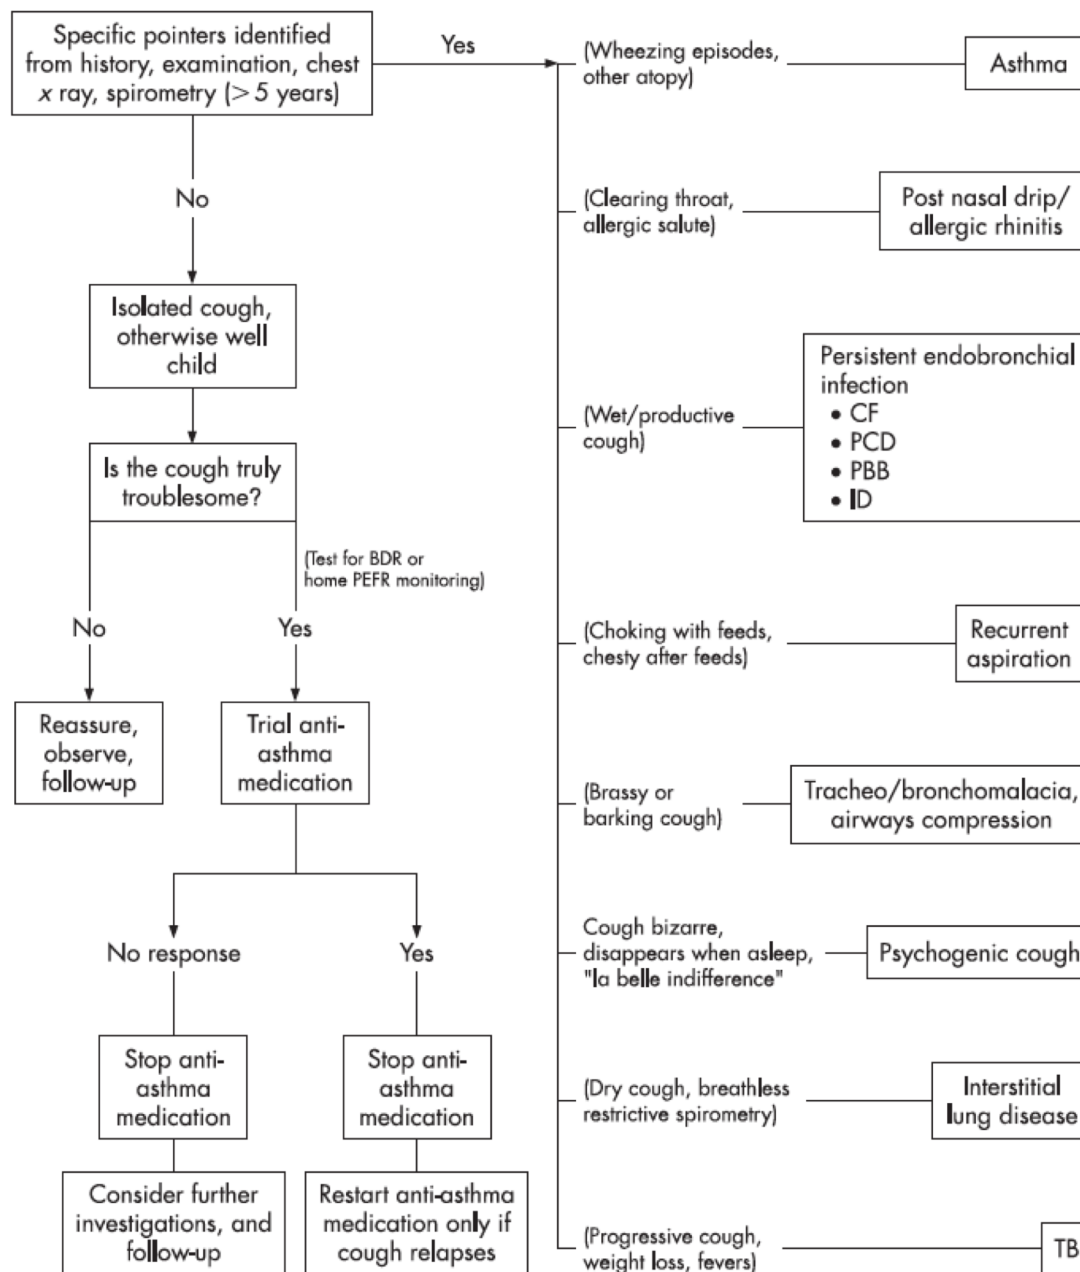 Specific pointers identified
from history, examination, chest
x ray, spirometry (> 5 years)
Yes
No
Isolated cough,
otherwise well
child
Is the cough truly
troublesome?
(Test for BDR or
home PEFR monitoring)
No
Yes
Reassure,
observe,
follow-up
Trial anti-
asthma
medication
No response
Yes
Stop anti-
asthma
medication
Stop anti-
asthma
medication
Consider further
investigations, and
follow-up
Restart anti-asthma
medication only if
cough relapses
(Wheezing episodes,
other atopy)
Asthma
(Clearing throat,
allergic salute)
Post nasal drip/
allergic rhinitis
(Wet/productive
cough)
Persistent endobronchial
infection
• CF
• PCD
• PBB
• ID
(Choking with feeds,
chesty after feeds)
Recurrent
aspiration
(Brassy or
barking cough)
Tracheo/bronchomalacia,
airways compression
Cough bizarre,
disappears when asleep,
"la belle indifference"
Psychogenic cough
(Dry cough, breathless
restrictive spirometry)
Interstitial
lung disease
(Progressive cough,
weight loss, fevers)
TB